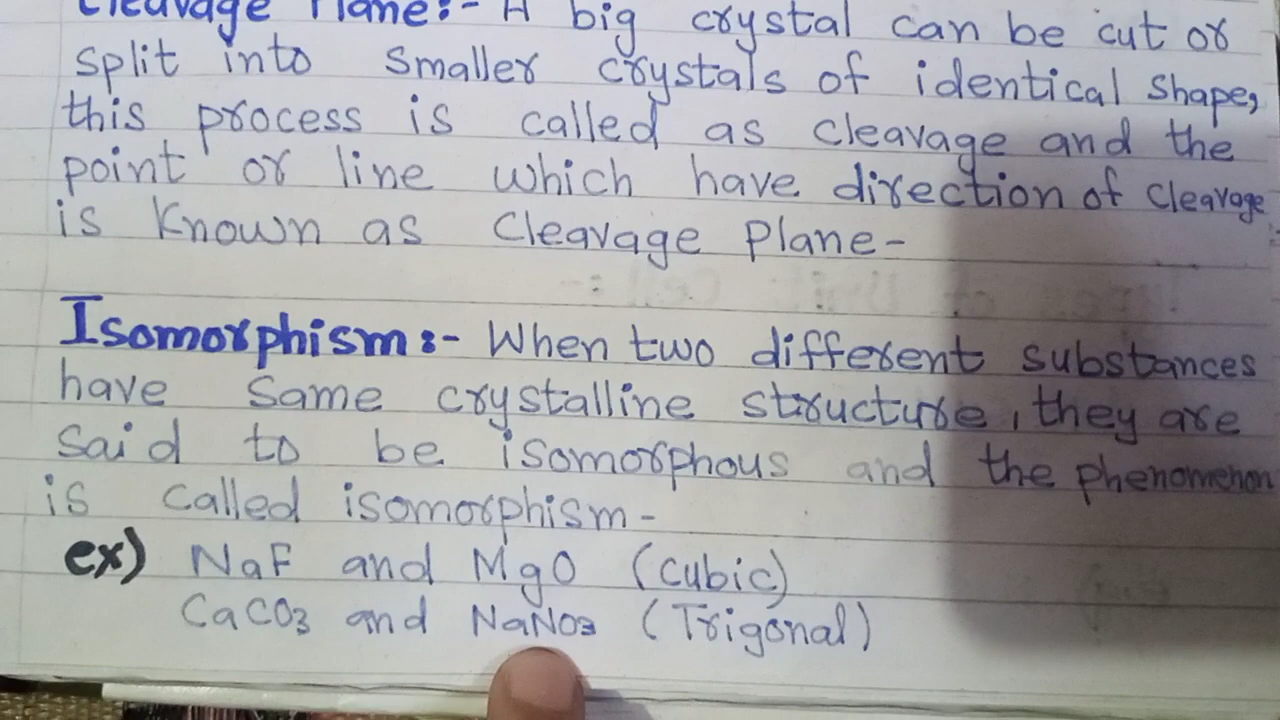 Cleavage Plane:- A big crystal can be cut or
split into smaller crystals of identical shape,
this process is called as cleavage and the
point or line which have direction of cleavage
is known as cleavage plane-
Isomorphism:- When two different substances
have same crystalline structure, they are
said to be isomorphous and the phenomenon
is called isomorphism-
ex) NaF and MgO (cubic)
CaCO3 and NaNO3 (Trigonal)